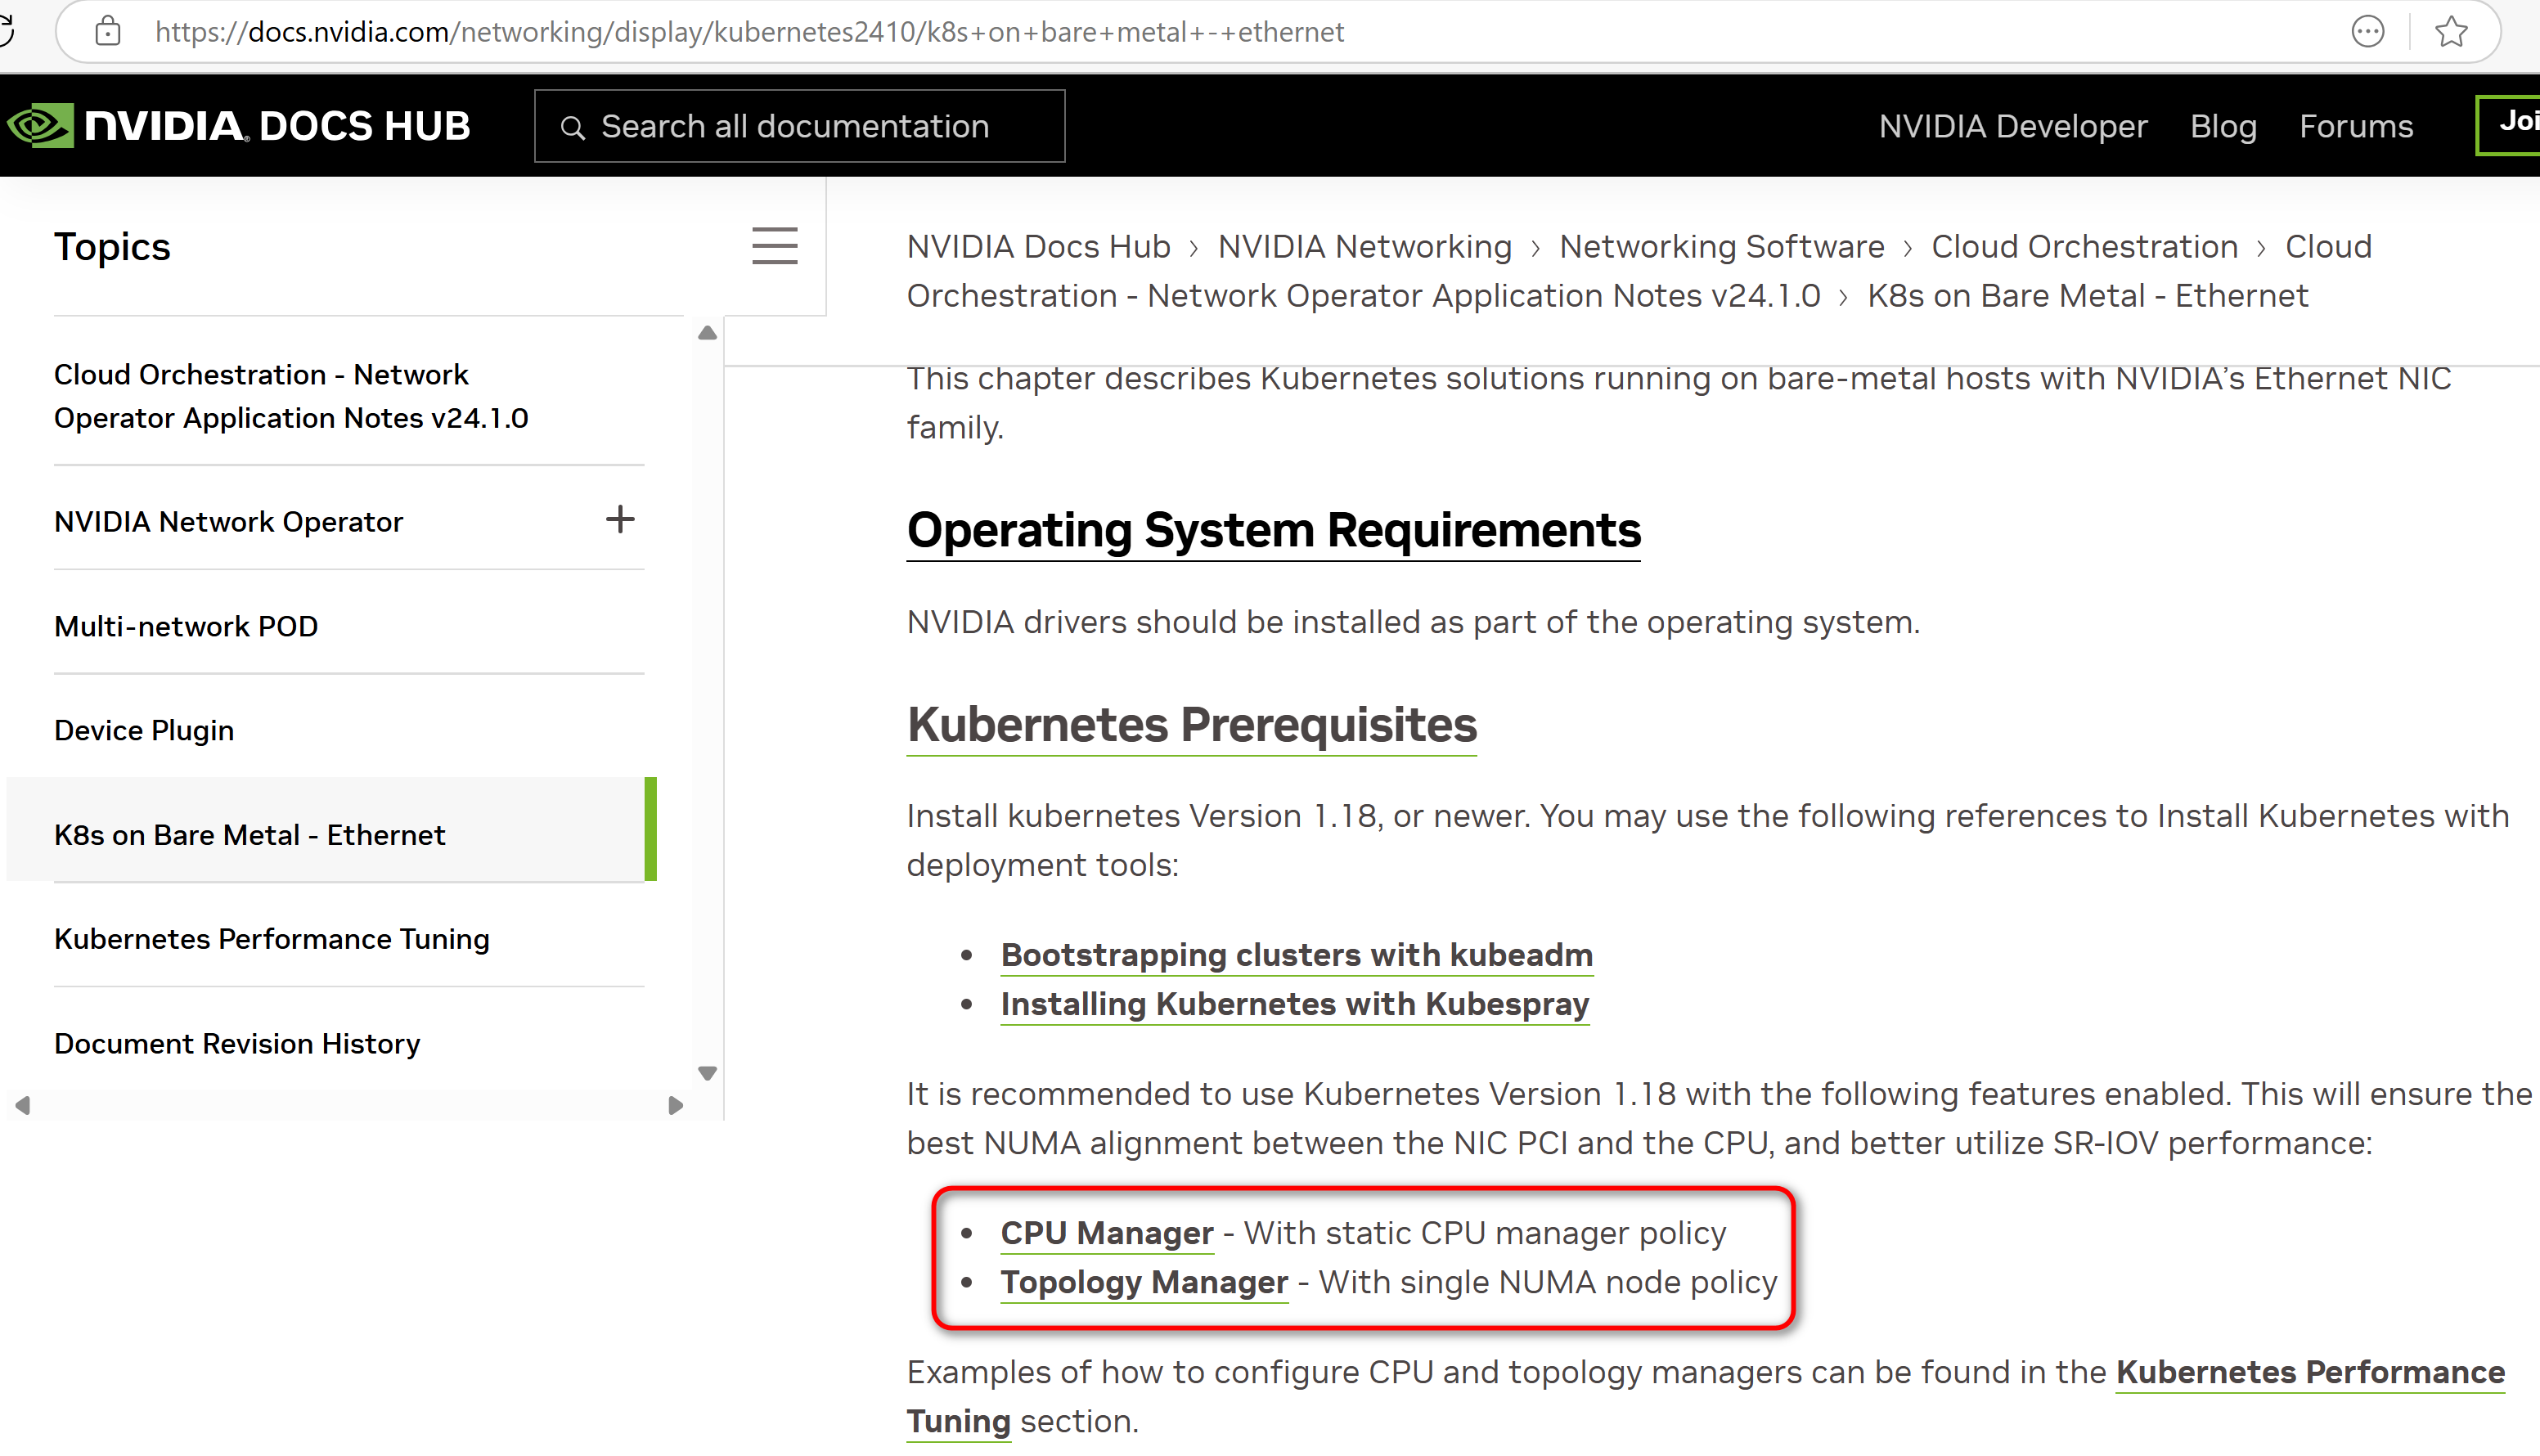 https://docs.nvidia.com/networking/display/kubernetes2410/k8s+on+bare+metal+-+ethernet
NVIDIA. DOCS HUB
Search all documentation
NVIDIA Developer
Blog
Forums
Joi
Topics
Cloud Orchestration - Network
Operator Application Notes v24.1.0
NVIDIA Network Operator
Multi-network POD
Device Plugin
K8s on Bare Metal - Ethernet
Kubernetes Performance Tuning
Document Revision History
NVIDIA Docs Hub › NVIDIA Networking › Networking Software › Cloud Orchestration › Cloud
Orchestration - Network Operator Application Notes v24.1.0 › K8s on Bare Metal - Ethernet
This chapter describes Kubernetes solutions running on bare-metal hosts with NVIDIA’s Ethernet NIC
family.
Operating System Requirements
NVIDIA drivers should be installed as part of the operating system.
Kubernetes Prerequisites
Install kubernetes Version 1.18, or newer. You may use the following references to Install Kubernetes with
deployment tools:
• Bootstrapping clusters with kubeadm
• Installing Kubernetes with Kubespray
It is recommended to use Kubernetes Version 1.18 with the following features enabled. This will ensure the
best NUMA alignment between the NIC PCI and the CPU, and better utilize SR-IOV performance:
• CPU Manager - With static CPU manager policy
• Topology Manager - With single NUMA node policy
Examples of how to configure CPU and topology managers can be found in the Kubernetes Performance
Tuning section.